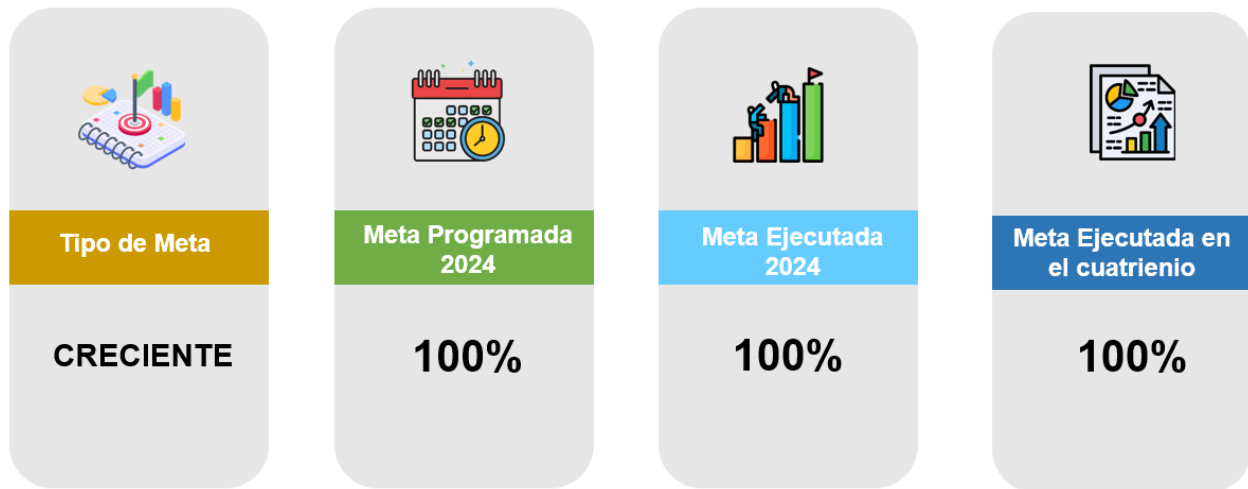 Tipo de Meta
CRECIENTE
Meta Programada
2024
100%
Meta Ejecutada
2024
100%
Meta Ejecutada en
el cuatrienio
100%